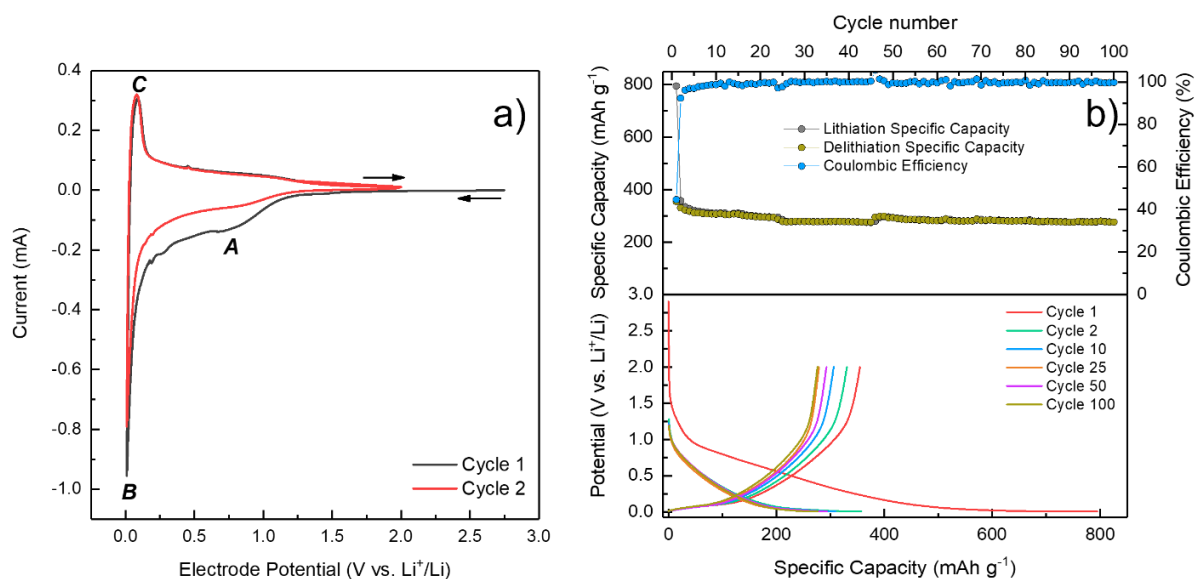 a)
C
A
B
0.4
0.2
0.0
-0.2
-0.4
-0.6
-0.8
-1.0
Current (mA)
0.0 0.5 1.0 1.5 2.0 2.5 3.0
Electrode Potential (V vs. Li⁺/Li)
Cycle 1
Cycle 2
Cycle number
0 10 20 30 40 50 60 70 80 90 100
b)
800
600
400
200
Specific Capacity (mAh g⁻¹)
100
80
60
40
20
0
Coulombic Efficiency (%)
Lithiation Specific Capacity
Delithiation Specific Capacity
Coulombic Efficiency
3.0
2.5
2.0
1.5
1.0
0.5
0.0
Potential (V vs. Li⁺/Li)
Cycle 1
Cycle 2
Cycle 10
Cycle 25
Cycle 50
Cycle 100
0 200 400 600 800
Specific Capacity (mAh g⁻¹)